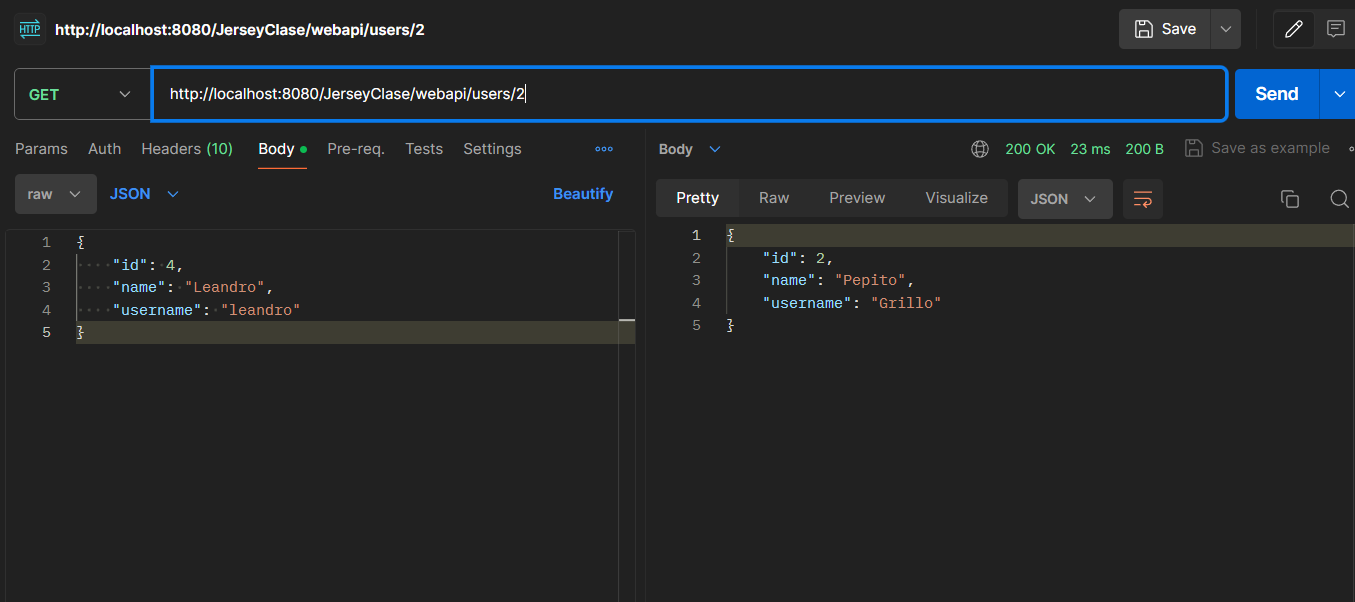 HTTP http://localhost:8080/JerseyClase/webapi/users/2 Save
GET http://localhost:8080/JerseyClase/webapi/users/2 Send
Params Auth Headers (10) Body Pre-req. Tests Settings
raw JSON Beautify
1 {
2 "id": 4,
3 "name": "Leandro",
4 "username": "leandro"
5 }
Body 200 OK 23 ms 200 B Save as example
Pretty Raw Preview Visualize JSON
1 {
2 "id": 2,
3 "name": "Pepito",
4 "username": "Grillo"
5 }